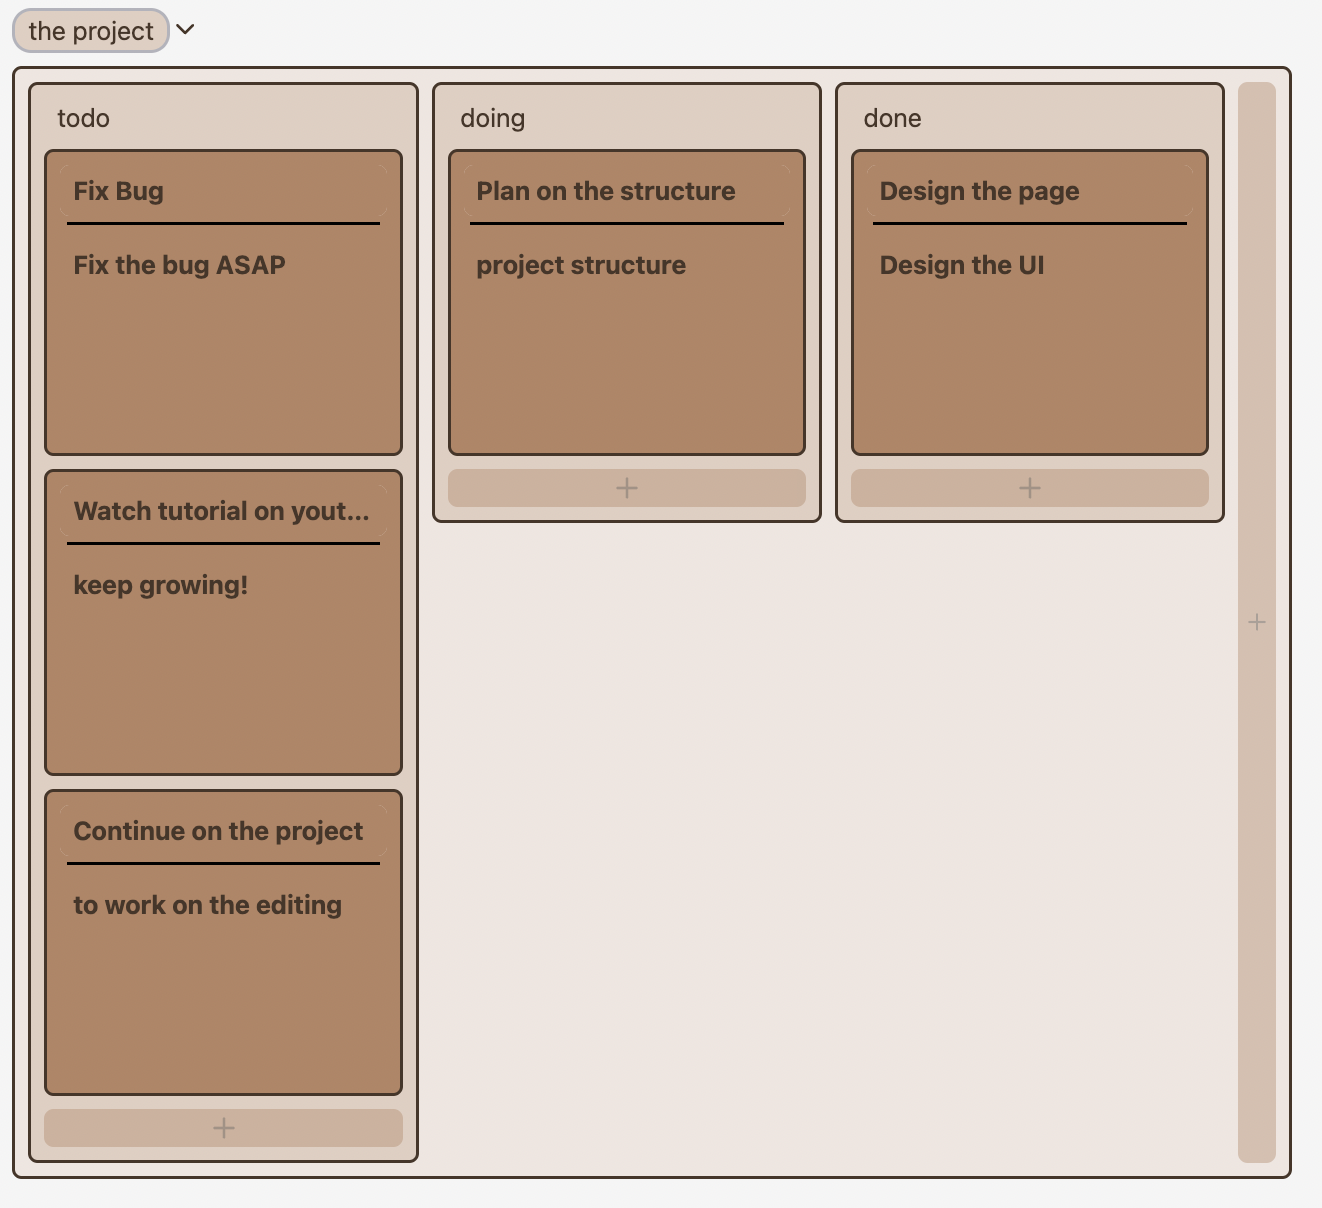 the project
todo
Fix Bug
Fix the bug ASAP
Watch tutorial on yout...
keep growing!
Continue on the project
to work on the editing
doing
Plan on the structure
project structure
done
Design the page
Design the UI